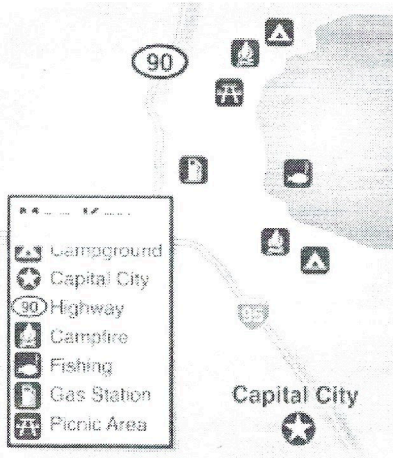 90
Campground
Capital City
90 Highway
Campfire
Fishing
Gas Station
Picnic Area
95
Capital City